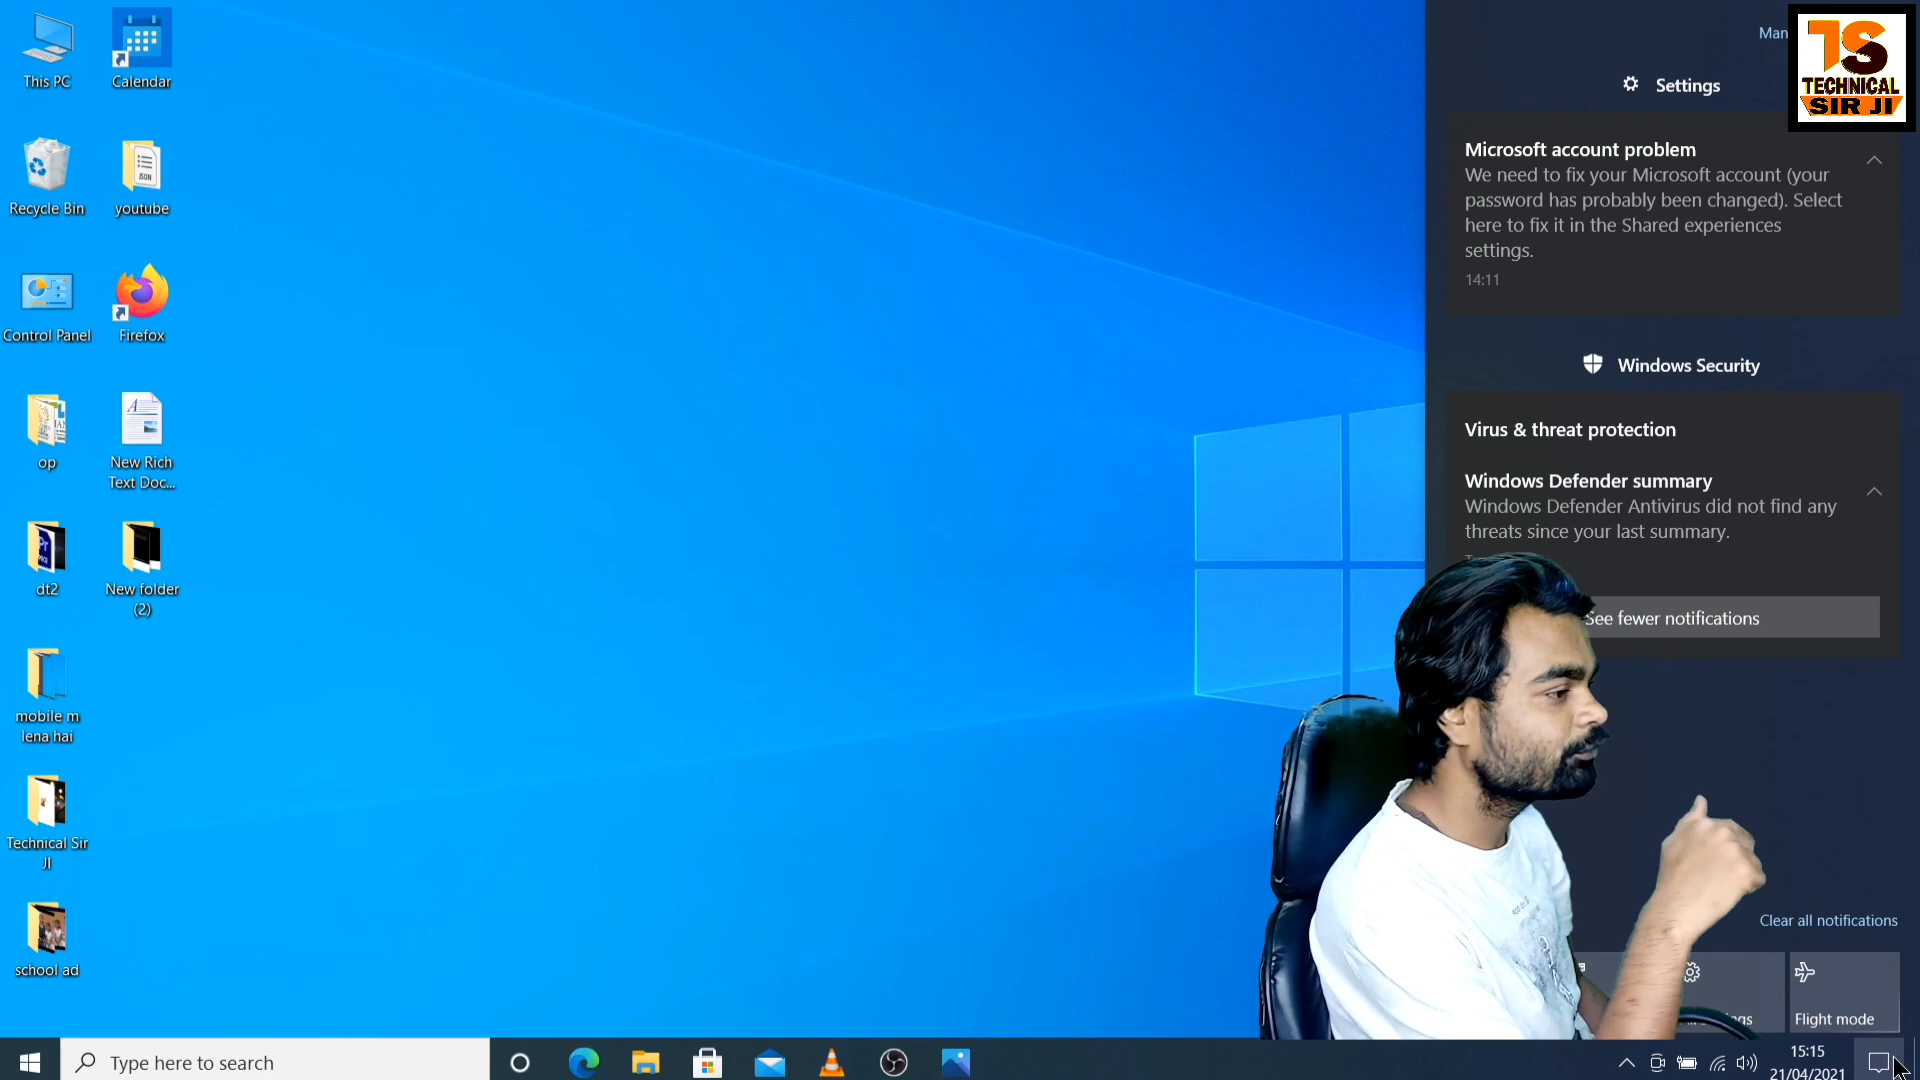 This PC
Calendar
Recycle Bin
youtube
JSON
Control Panel
Firefox
op
New Rich
Text Doc...
dt2
New folder
(2)
mobile m
lena hai
Technical Sir
JI
school ad
Type here to search
Man
TS
TECHNICAL
SIR JI
Settings
Microsoft account problem
We need to fix your Microsoft account (your
password has probably been changed). Select
here to fix it in the Shared experiences
settings.
14:11
Windows Security
Virus & threat protection
Windows Defender summary
Windows Defender Antivirus did not find any
threats since your last summary.
See fewer notifications
Clear all notifications
Flight mode
15:15
21/04/2021